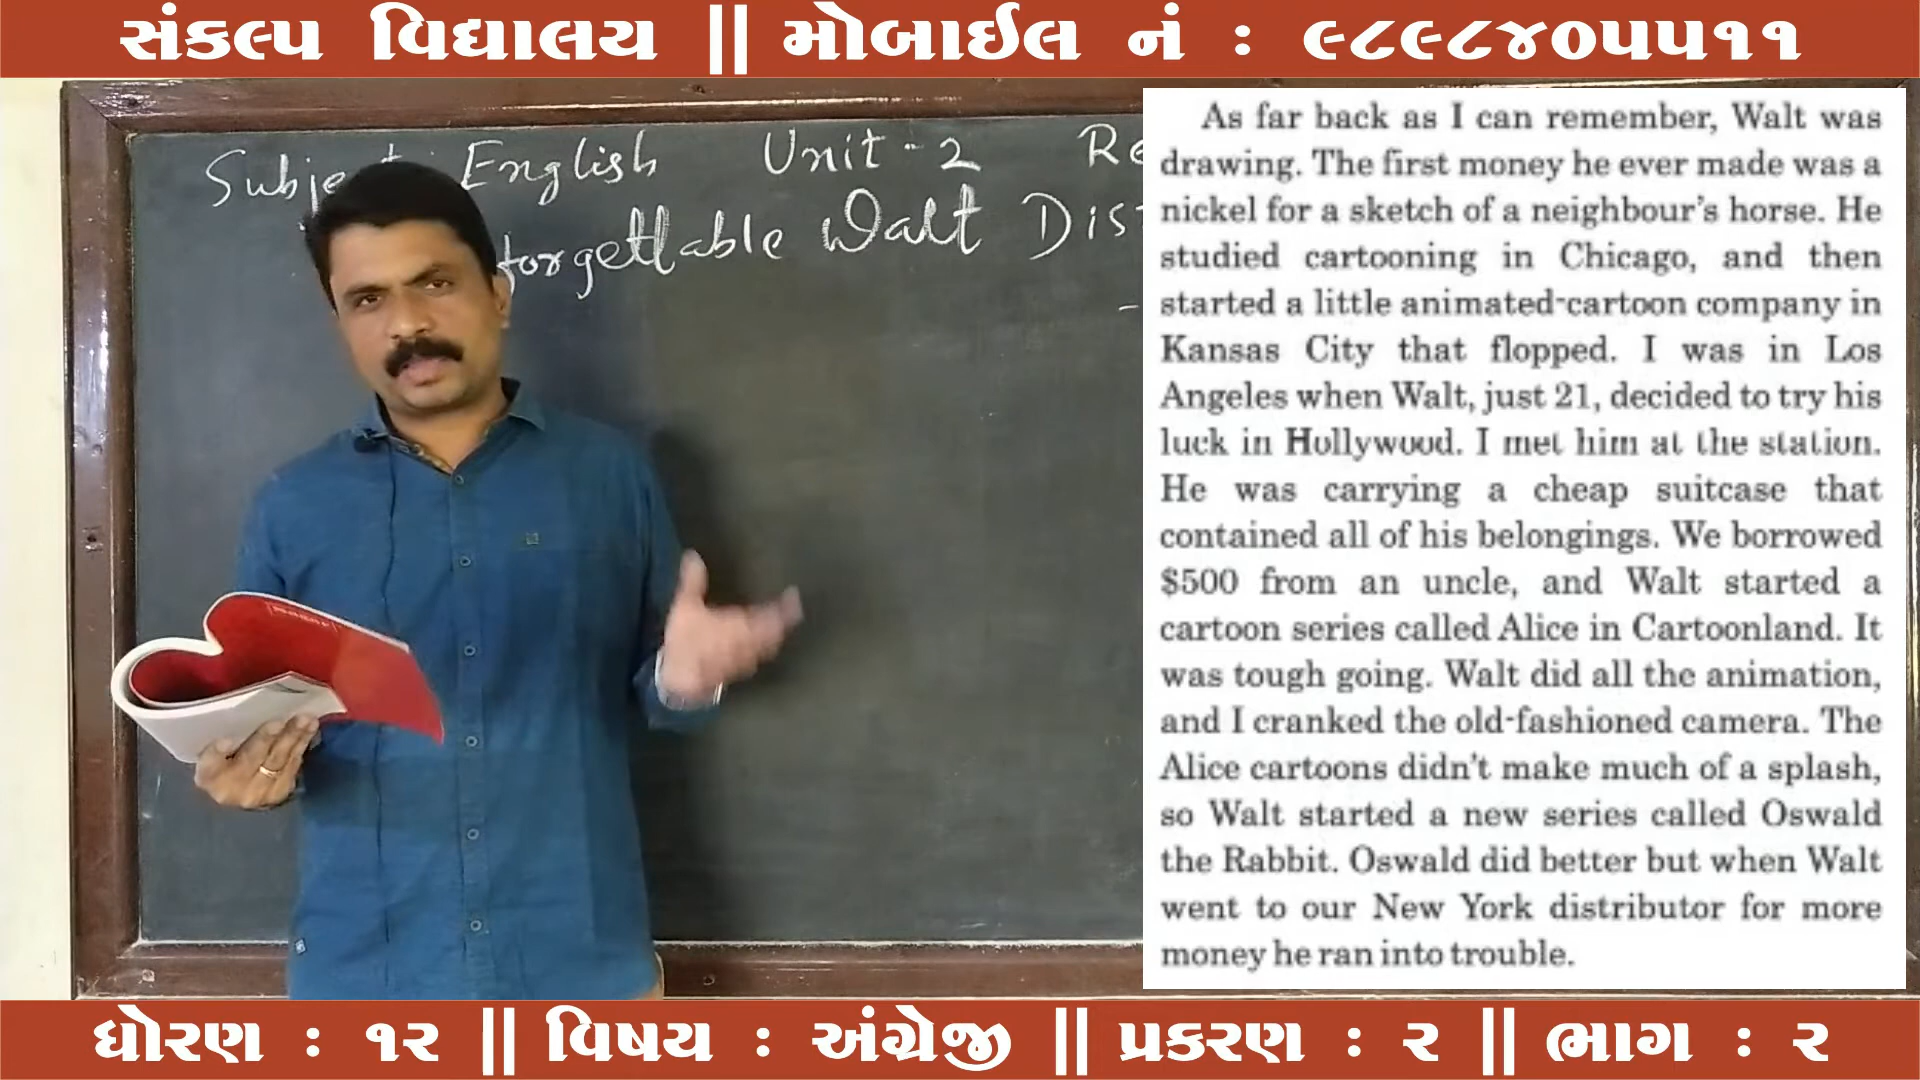 સંકલ્પ વિદ્યાલય || મોબાઈલ નં : ૯૮૯૮૪૦૫૫૧૧
Subject : English Unit - 2 Re
forgettable Walt Dis
As far back as I can remember, Walt was
drawing. The first money he ever made was a
nickel for a sketch of a neighbour's horse. He
studied cartooning in Chicago, and then
started a little animated-cartoon company in
Kansas City that flopped. I was in Los
Angeles when Walt, just 21, decided to try his
luck in Hollywood. I met him at the station.
He was carrying a cheap suitcase that
contained all of his belongings. We borrowed
$500 from an uncle, and Walt started a
cartoon series called Alice in Cartoonland. It
was tough going. Walt did all the animation,
and I cranked the old-fashioned camera. The
Alice cartoons didn't make much of a splash,
so Walt started a new series called Oswald
the Rabbit. Oswald did better but when Walt
went to our New York distributor for more
money he ran into trouble.
ધોરણ : ૧૨ || વિષય : અંગ્રેજી || પ્રકરણ : ૨ || ભાગ : ૨